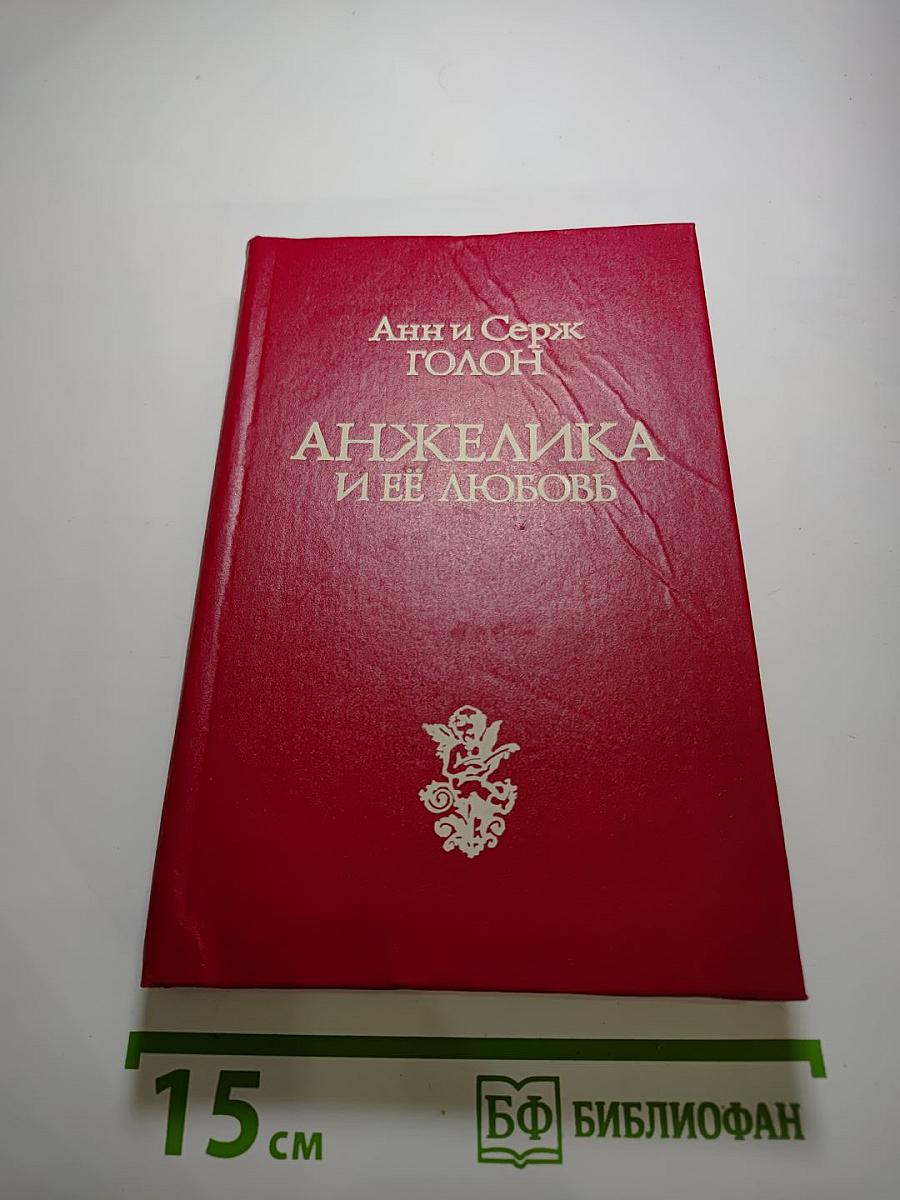 Анн и Серж
ГОЛОН
АНЖЕЛИКА
И ЕЁ ЛЮБОВЬ
15 см
БФ БИБЛИОФАН